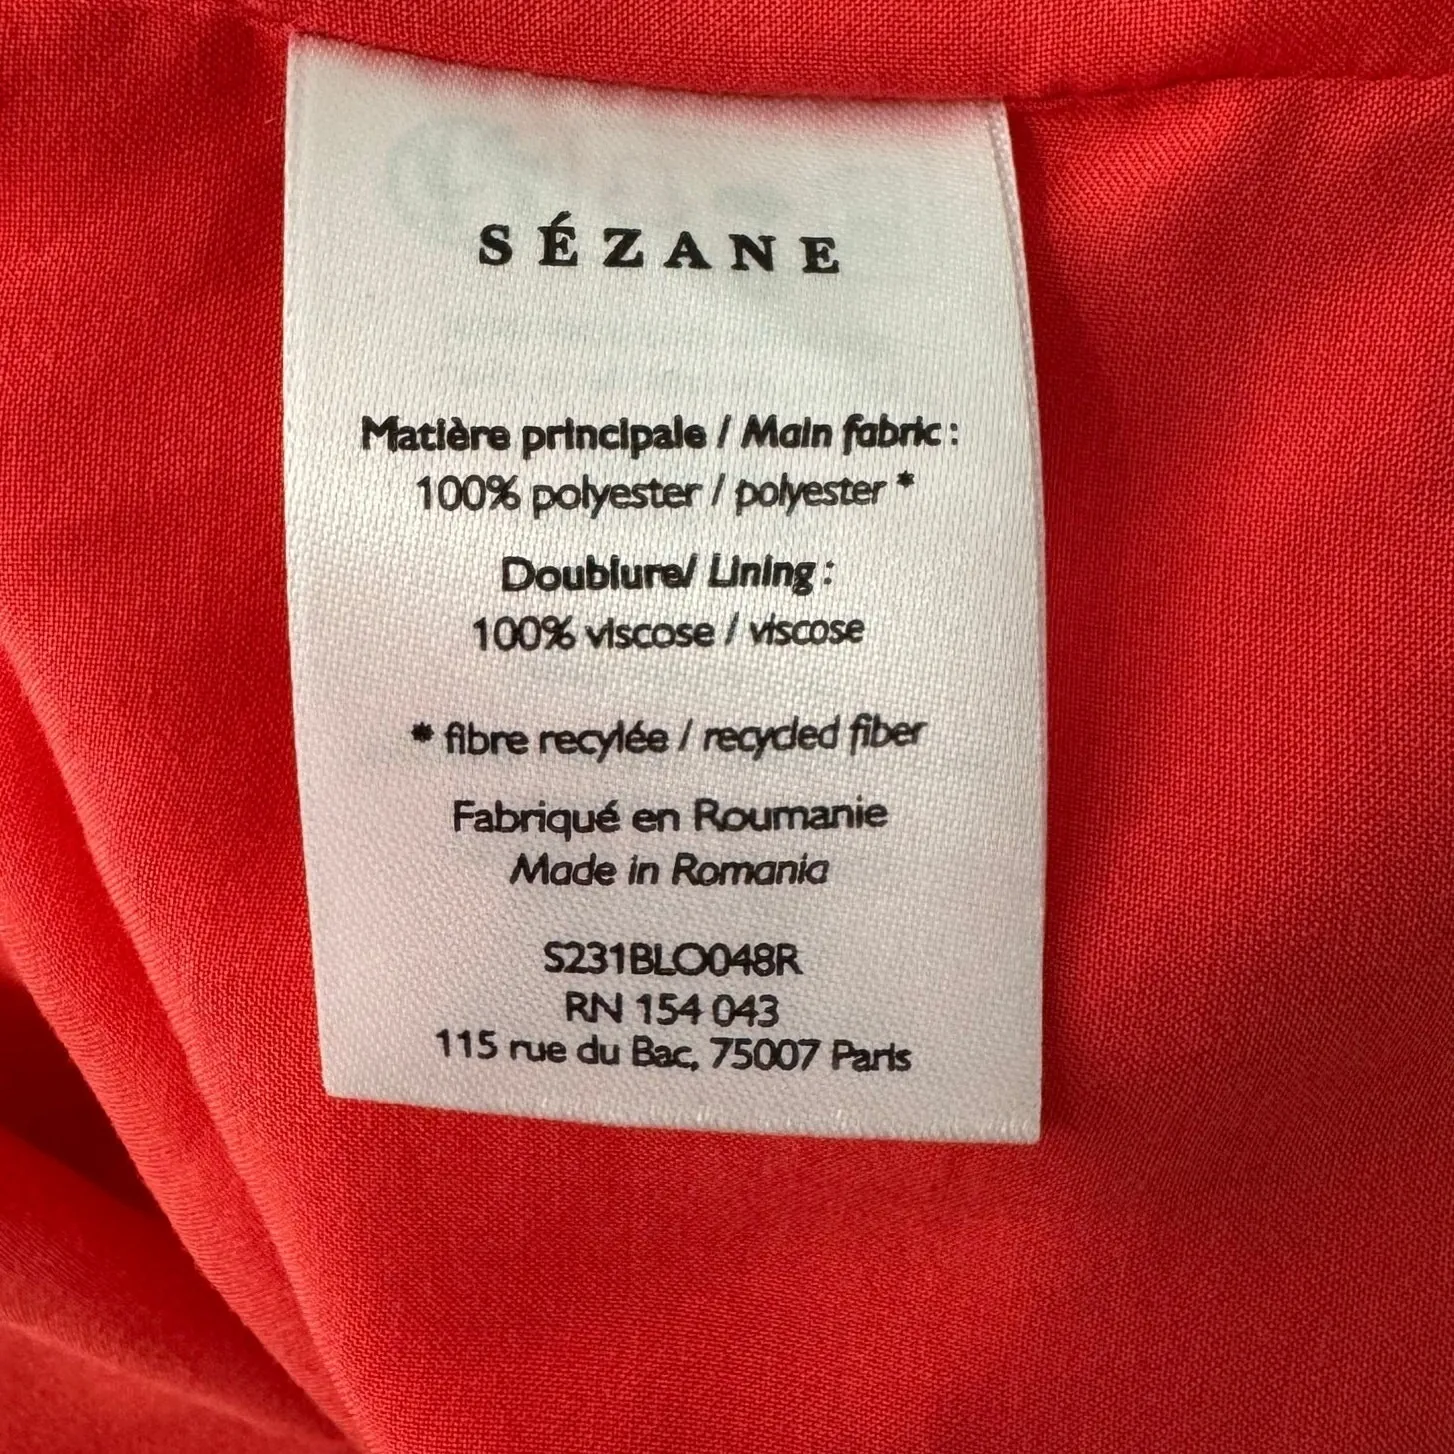 SÉZANE
Matière principale / Main fabric :
100% polyester / polyester *
Doublure/ Lining :
100% viscose / viscose
* fibre recylée / recycled fiber
Fabriqué en Roumanie
Made in Romania
S231BLO048R
RN 154 043
115 rue du Bac, 75007 Paris